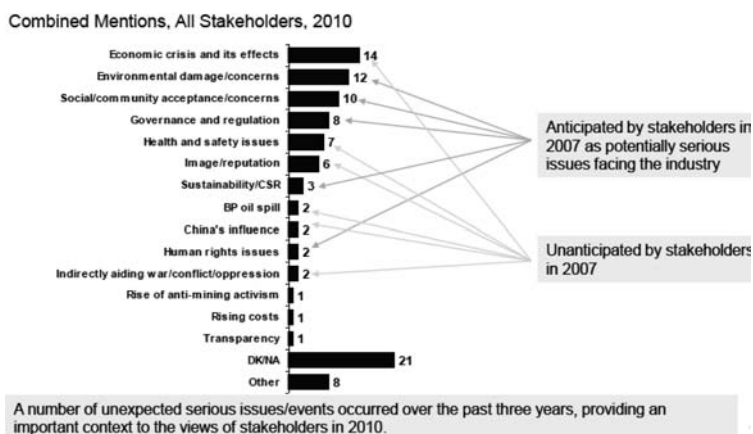 Combined Mentions, All Stakeholders, 2010
Economic crisis and its effects 14
Environmental damage/concerns 12
Social/community acceptance/concerns 10
Governance and regulation 8
Health and safety issues 7
Image/reputation 6
Sustainability/CSR 3
BP oil spill 2
China's influence 2
Human rights issues 2
Indirectly aiding war/conflict/oppression 2
Rise of anti-mining activism 1
Rising costs 1
Transparency 1
DK/NA 21
Other 8
Anticipated by stakeholders in
2007 as potentially serious
issues facing the industry
Unanticipated by stakeholders
in 2007
A number of unexpected serious issues/events occurred over the past three years, providing an
important context to the views of stakeholders in 2010.